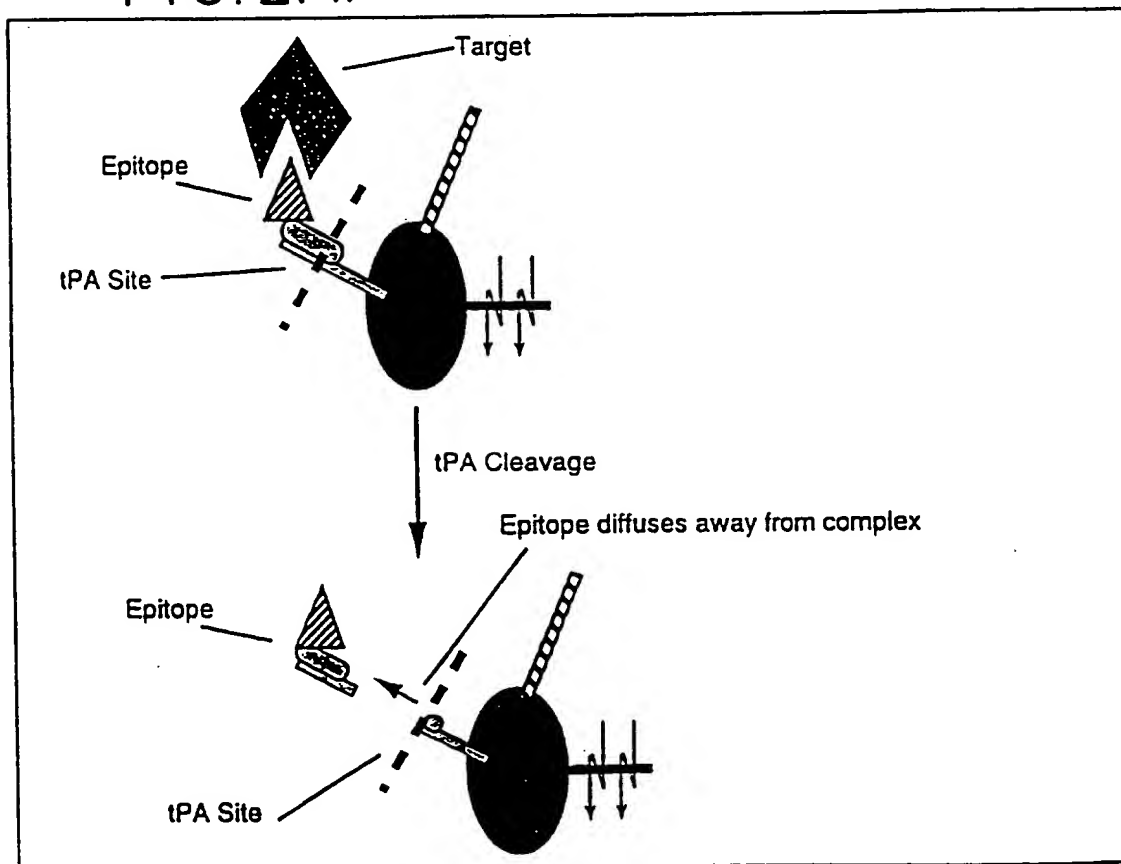 Target
Epitope
tPA Site
tPA Cleavage
Epitope diffuses away from complex
Epitope
tPA Site